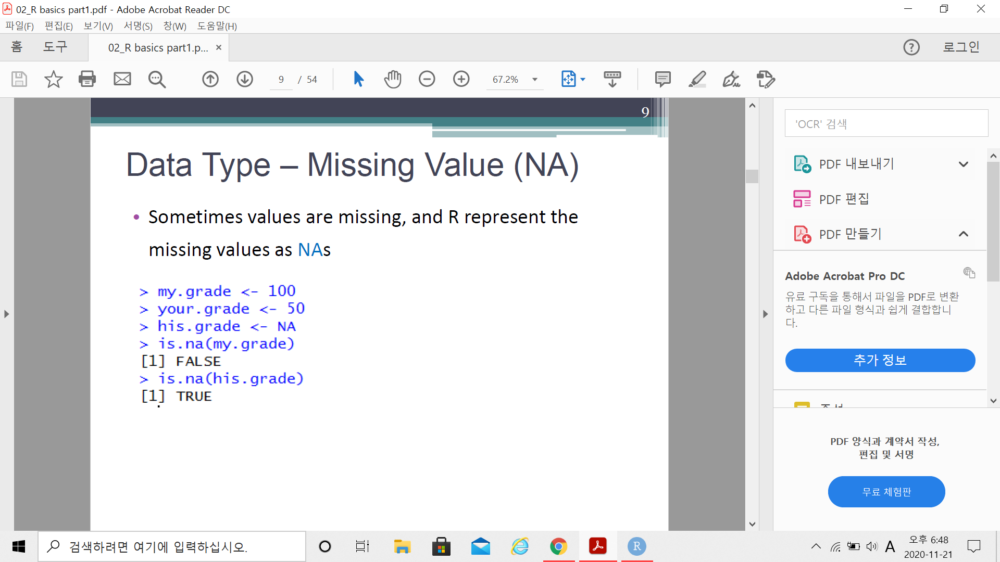 02_R basics part1.pdf - Adobe Acrobat Reader DC
파일(F) 편집(E) 보기(V) 서명(S) 창(W) 도움말(H)
홈 도구 02_R basics part1.p... × ? 로그인
9 / 54 67.2%
9
Data Type – Missing Value (NA)
• Sometimes values are missing, and R represent the
missing values as NAs
> my.grade <- 100
> your.grade <- 50
> his.grade <- NA
> is.na(my.grade)
[1] FALSE
> is.na(his.grade)
[1] TRUE
'OCR' 검색
PDF 내보내기
PDF 편집
PDF 만들기
Adobe Acrobat Pro DC
유료 구독을 통해서 파일을 PDF로 변환
하고 다른 파일 형식과 쉽게 결합합니
다.
추가 정보
PDF 양식과 계약서 작성,
편집 및 서명
무료 체험판
검색하려면 여기에 입력하십시오.
R
A
오후 6:48
2020-11-21